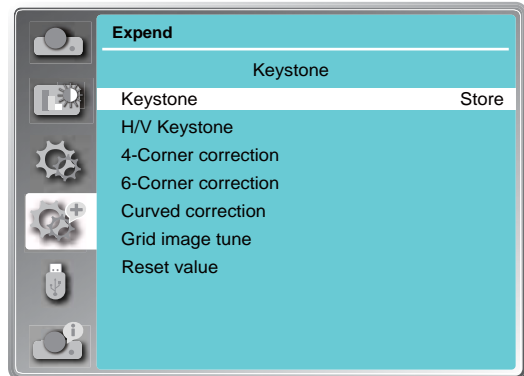 Expend
Keystone
Keystone Store
H/V Keystone
4-Corner correction
6-Corner correction
Curved correction
Grid image tune
Reset value